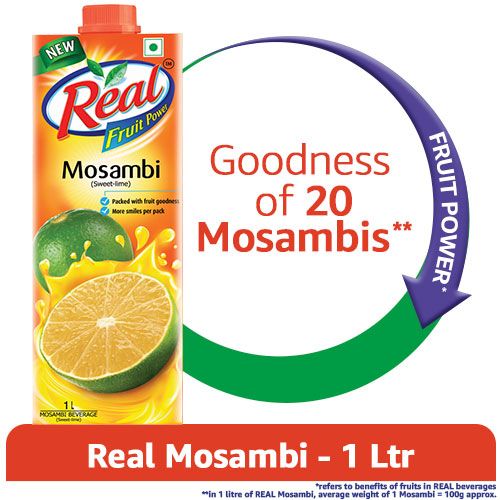 NEW
Real
TM
Fruit Power
Mosambi
(Sweet-lime)
Packed with fruit goodness
More smiles per pack
1L
MOSAMBI BEVERAGE
(Sweet-lime)
Goodness
of 20
Mosambis**
FRUIT POWER*
Real Mosambi - 1 Ltr
*refers to benefits of fruits in REAL beverages
**in 1 litre of REAL Mosambi, average weight of 1 Mosambi = 100g approx.